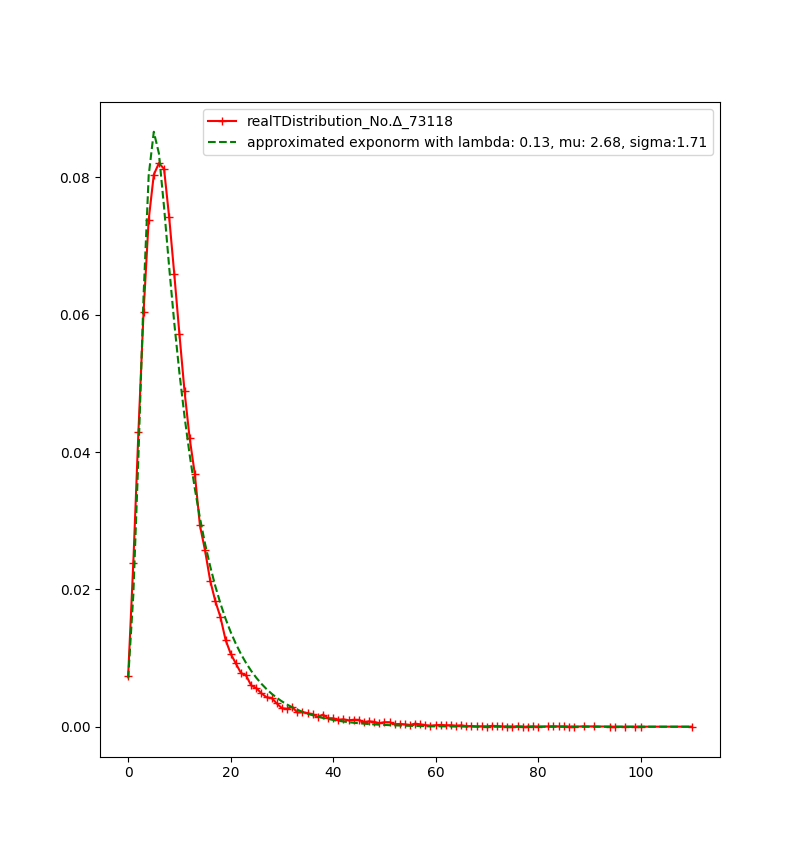 realTDistribution_No.Δ_73118
approximated exponorm with lambda: 0.13, mu: 2.68, sigma:1.71
0.08
0.06
0.04
0.02
0.00
0 20 40 60 80 100